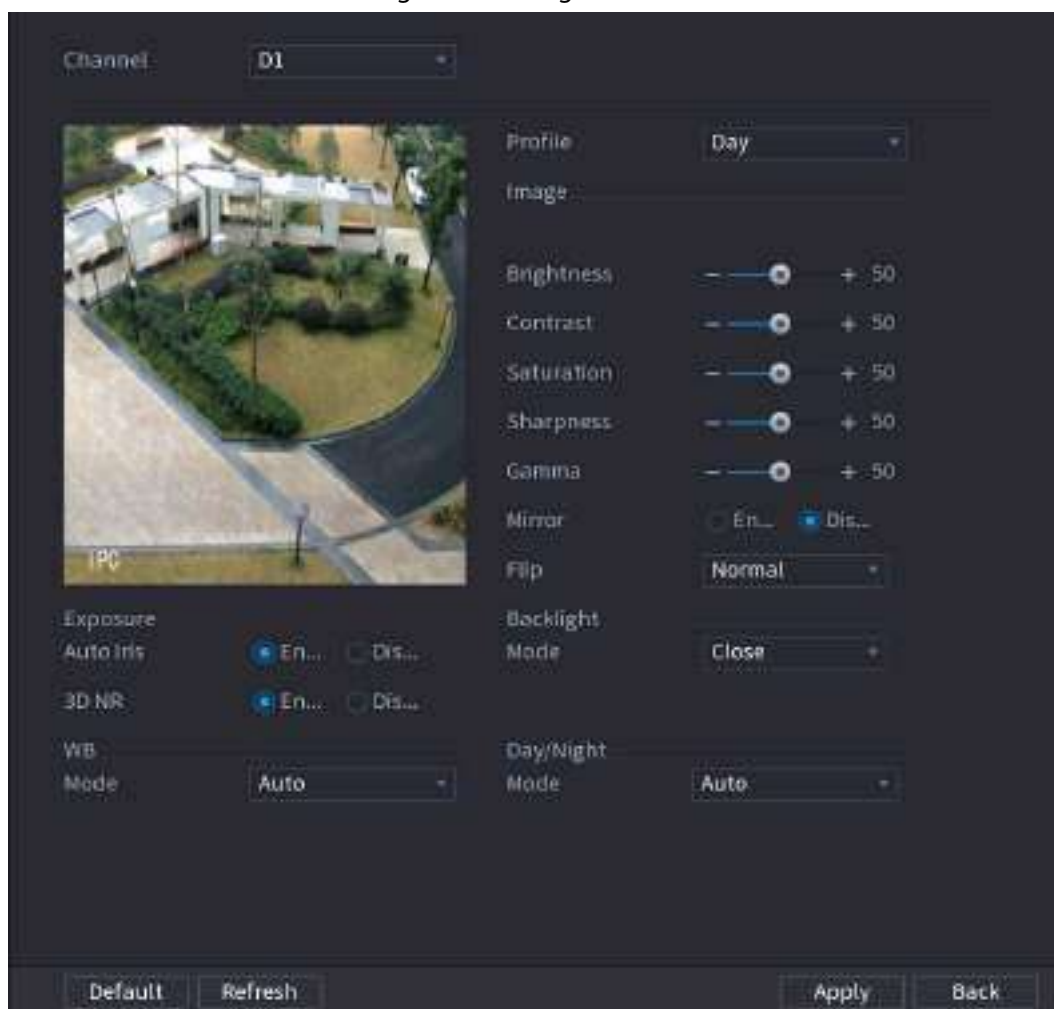 Channel D1
Profile Day
Image
Brightness - + 50
Contrast - + 50
Saturation - + 50
Sharpness - + 50
Gamma - + 50
Mirror En... Dis...
IPC
Flip Normal
Exposure
Backlight
Auto Iris En... Dis...
Mode Close
3D NR En... Dis...
WB
Day/Night
Mode Auto
Mode Auto
Default Refresh Apply Back